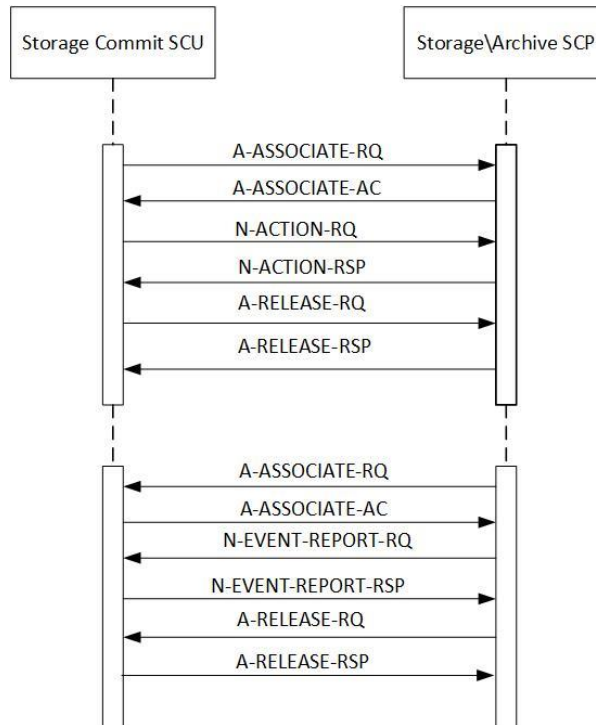 Storage Commit SCU
Storage\Archive SCP
A-ASSOCIATE-RQ
A-ASSOCIATE-AC
N-ACTION-RQ
N-ACTION-RSP
A-RELEASE-RQ
A-RELEASE-RSP
A-ASSOCIATE-RQ
A-ASSOCIATE-AC
N-EVENT-REPORT-RQ
N-EVENT-REPORT-RSP
A-RELEASE-RQ
A-RELEASE-RSP